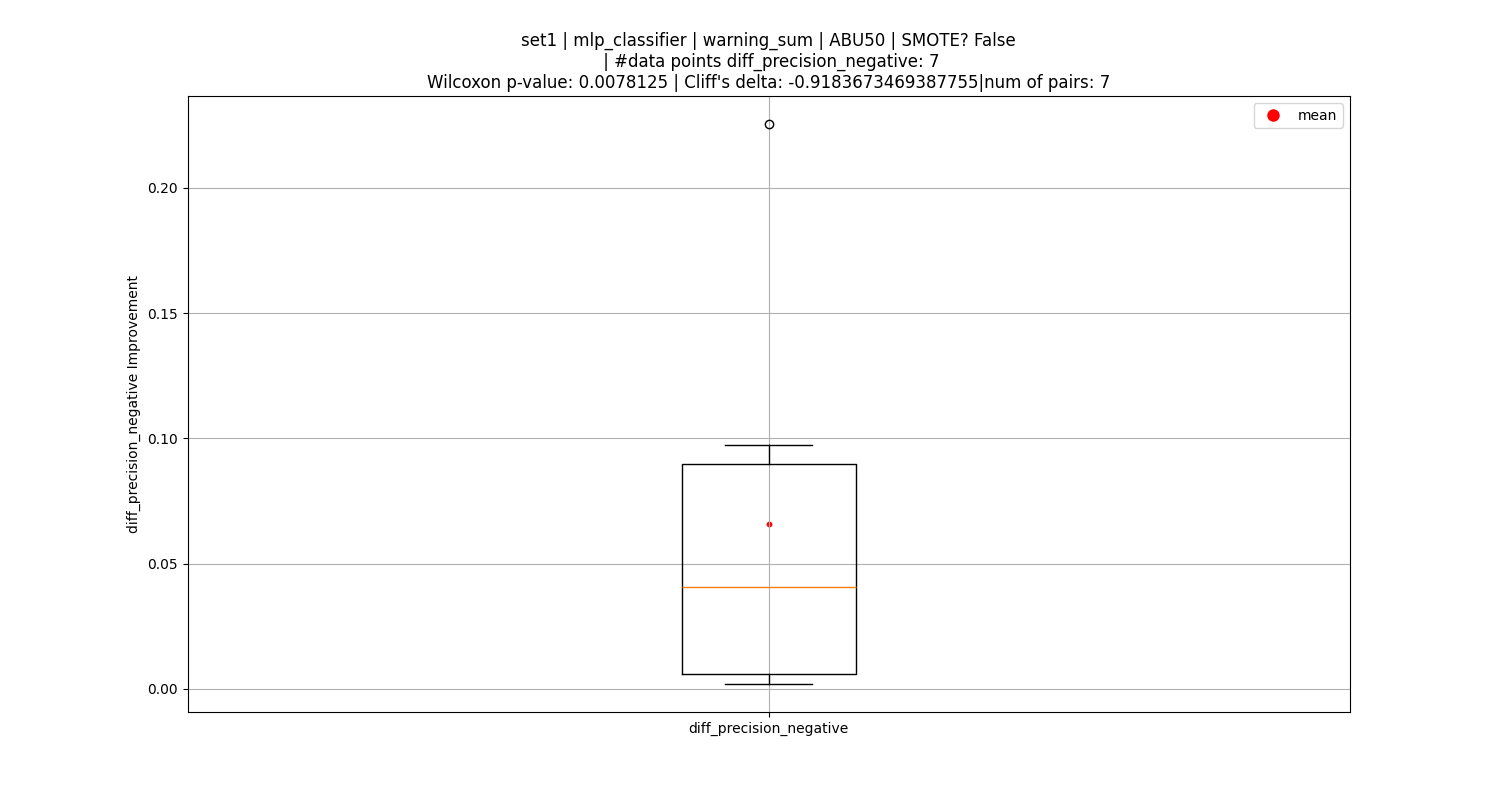 set1 | mlp_classifier | warning_sum | ABU50 | SMOTE? False
| #data points diff_precision_negative: 7
Wilcoxon p-value: 0.0078125 | Cliff's delta: -0.9183673469387755|num of pairs: 7
mean
0.20
0.15
0.10
0.05
0.00
diff_precision_negative Improvement
diff_precision_negative